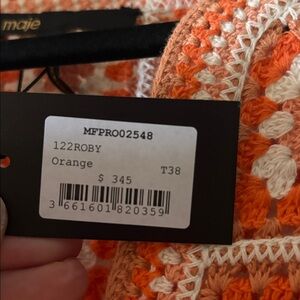 maje
MFPRO02548
122ROBY
Orange T38
$ 345
3 661601 820359